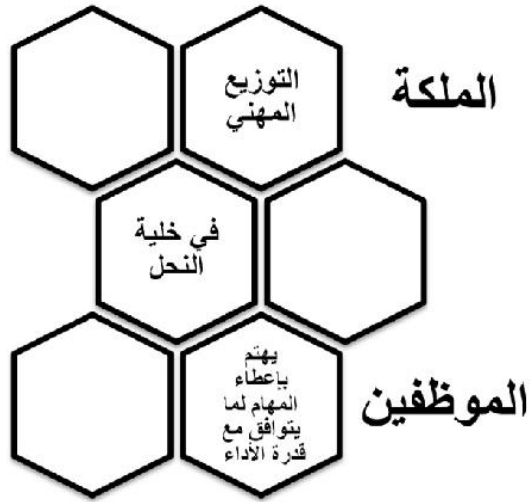 التوزيع
المهني
الملكة
في خلية
النحل
يهتم
بإعطاء
المهام لما
يتوافق مع
قدرة الأداء
الموظفين